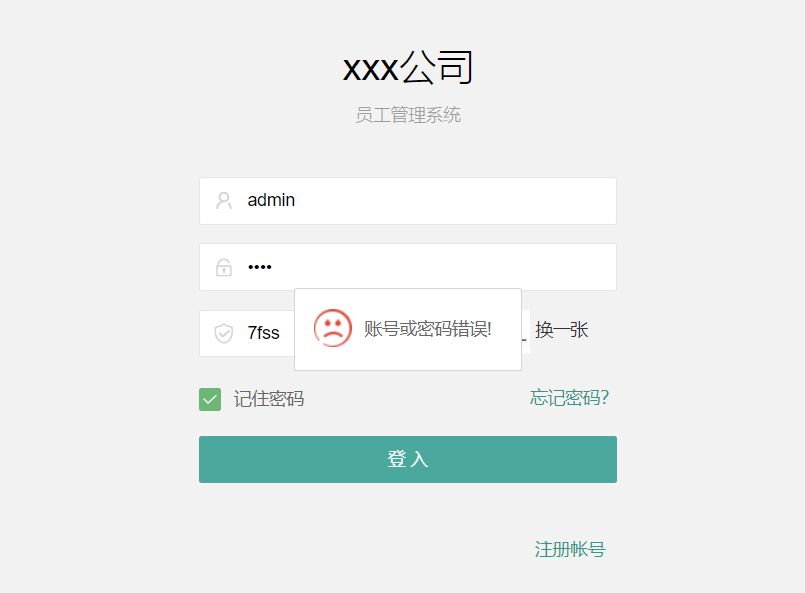 xxx公司
员工管理系统
admin
••••
7fss
账号或密码错误!
换一张
记住密码
忘记密码?
登入
注册帐号